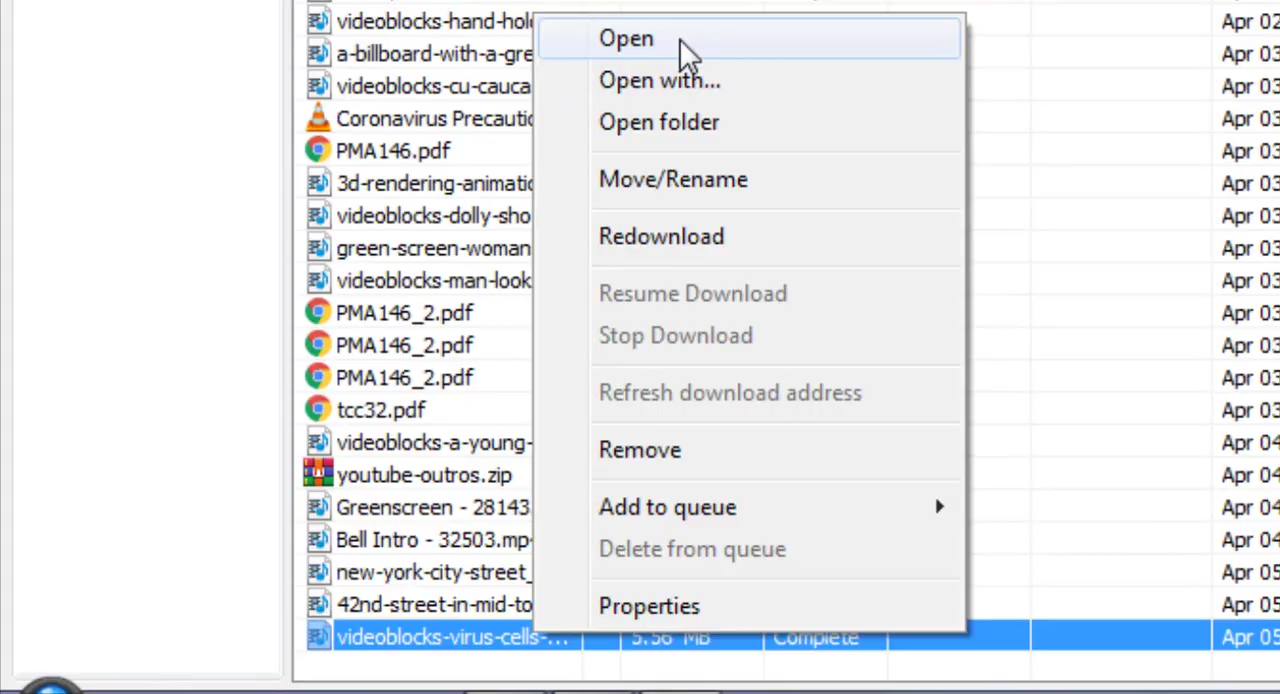 videoblocks-hand-hol
Apr 02
a-billboard-with-a-gre
Apr 03
videoblocks-cu-cauca
Apr 03
Coronavirus Precautio
Apr 03
PMA146.pdf
Apr 03
3d-rendering-animatio
Apr 03
videoblocks-dolly-sho
Apr 03
green-screen-woman
Apr 03
videoblocks-man-look
Apr 03
PMA146_2.pdf
Apr 03
PMA146_2.pdf
Apr 03
PMA146_2.pdf
Apr 03
tcc32.pdf
Apr 03
videoblocks-a-young-
Apr 04
youtube-outros.zip
Apr 04
Greenscreen - 28143
Apr 04
Bell Intro - 32503.mp
Apr 04
new-york-city-street_
Apr 05
42nd-street-in-mid-to
Apr 05
videoblocks-virus-cells-... 5.56 MB Complete
Apr 05
Open
Open with...
Open folder
Move/Rename
Redownload
Resume Download
Stop Download
Refresh download address
Remove
Add to queue
Delete from queue
Properties